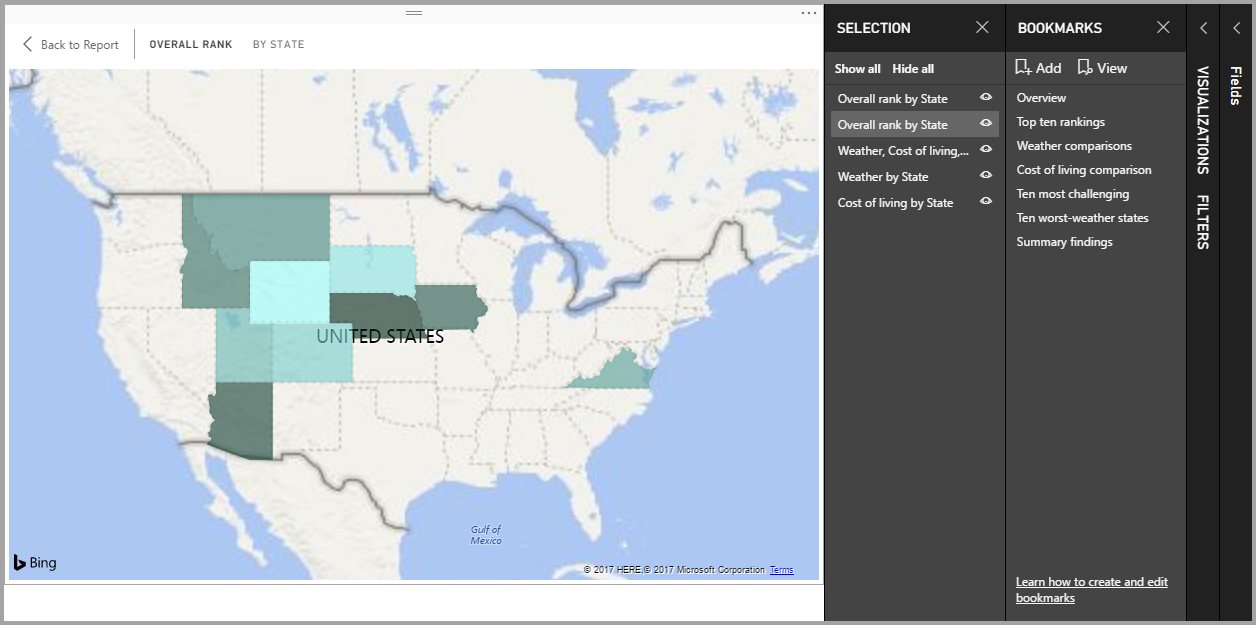 Back to Report
OVERALL RANK
BY STATE
UNITED STATES
Gulf of
Mexico
Bing
© 2017 HERE,© 2017 Microsoft Corporation Terms
SELECTION
Show all Hide all
Overall rank by State
Overall rank by State
Weather, Cost of living,...
Weather by State
Cost of living by State
BOOKMARKS
Add View
Overview
Top ten rankings
Weather comparisons
Cost of living comparison
Ten most challenging
Ten worst-weather states
Summary findings
Learn how to create and edit
bookmarks
VISUALIZATIONS
FILTERS
Fields